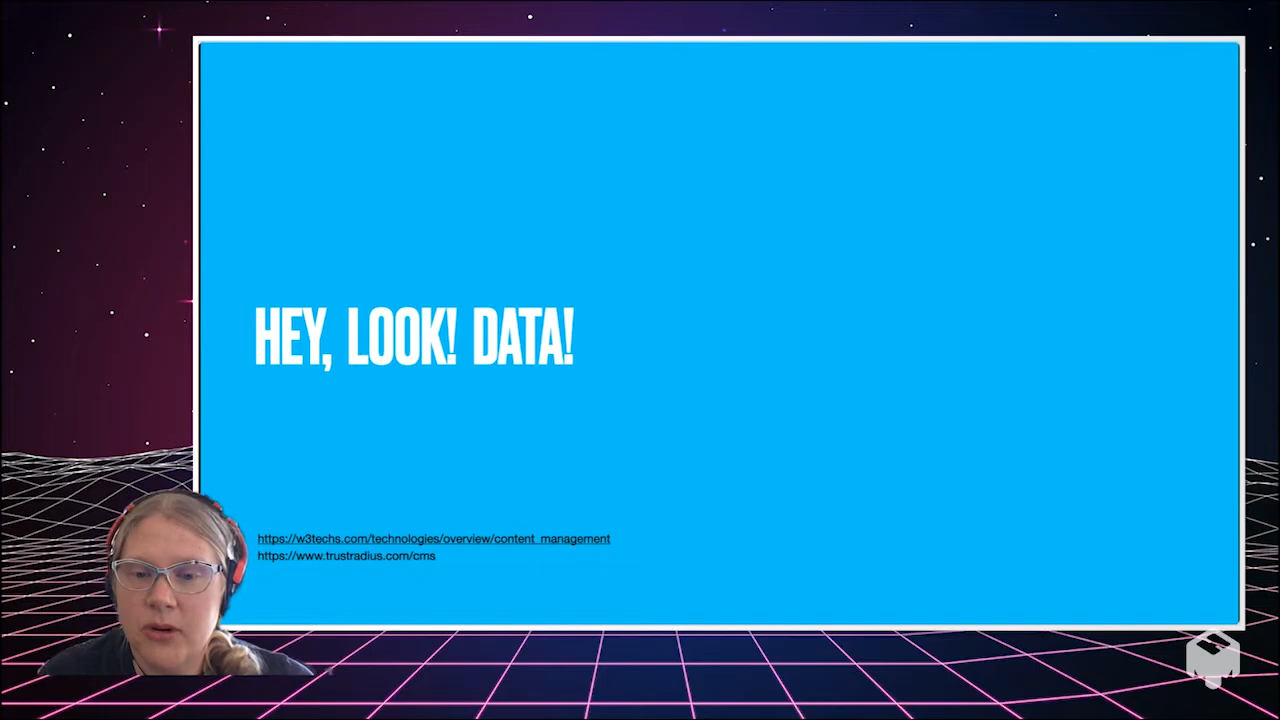 HEY, LOOK! DATA!
https://w3techs.com/technologies/overview/content_management
https://www.trustradius.com/cms